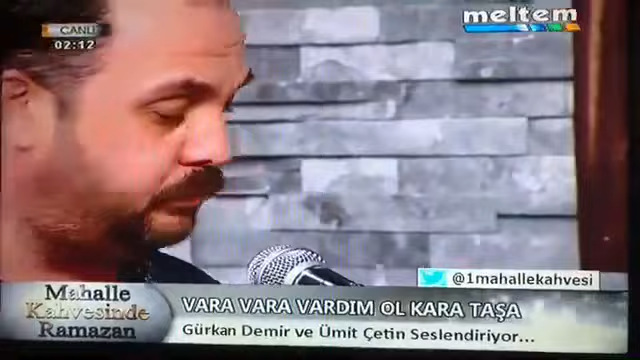 CANLI
02:12
meltem
@1mahallekahvesi
Mahalle
Kahvesinde
Ramazan
VARA VARA VARDIM OL KARA TAŞA
Gürkan Demir ve Ümit Çetin Seslendiriyor...